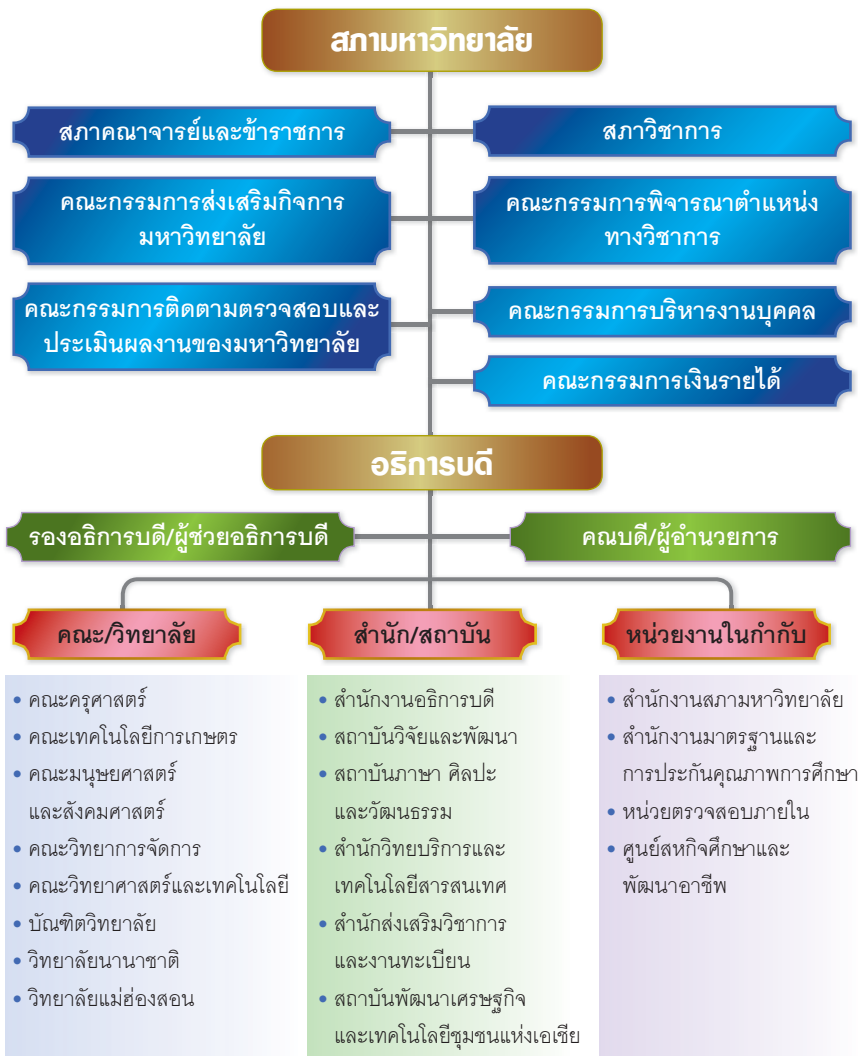 สภามหาวิทยาลัย
สภาคณาจารย์และข้าราชการ
สภาวิชาการ
คณะกรรมการส่งเสริมกิจการ
มหาวิทยาลัย
คณะกรรมการพิจารณาตำแหน่ง
ทางวิชาการ
คณะกรรมการติดตามตรวจสอบและ
ประเมินผลงานของมหาวิทยาลัย
คณะกรรมการบริหารงานบุคคล
คณะกรรมการเงินรายได้
อธิการบดี
รองอธิการบดี/ผู้ช่วยอธิการบดี
คณบดี/ผู้อำนวยการ
คณะ/วิทยาลัย
• คณะครุศาสตร์
• คณะเทคโนโลยีการเกษตร
• คณะมนุษยศาสตร์
และสังคมศาสตร์
• คณะวิทยาการจัดการ
• คณะวิทยาศาสตร์และเทคโนโลยี
• บัณฑิตวิทยาลัย
• วิทยาลัยนานาชาติ
• วิทยาลัยแม่ฮ่องสอน
สำนัก/สถาบัน
• สำนักงานอธิการบดี
• สถาบันวิจัยและพัฒนา
• สถาบันภาษา ศิลปะ
และวัฒนธรรม
• สำนักวิทยบริการและ
เทคโนโลยีสารสนเทศ
• สำนักส่งเสริมวิชาการ
และงานทะเบียน
• สถาบันพัฒนาเศรษฐกิจ
และเทคโนโลยีชุมชนแห่งเอเชีย
หน่วยงานในกำกับ
• สำนักงานสภามหาวิทยาลัย
• สำนักงานมาตรฐานและ
การประกันคุณภาพการศึกษา
• หน่วยตรวจสอบภายใน
• ศูนย์สหกิจศึกษาและ
พัฒนาอาชีพ